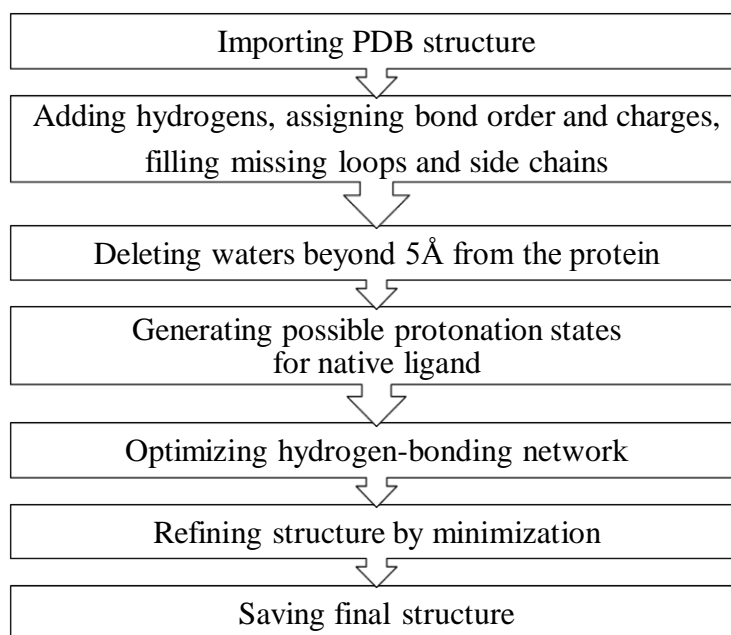 Importing PDB structure
Adding hydrogens, assigning bond order and charges,
filling missing loops and side chains
Deleting waters beyond 5Å from the protein
Generating possible protonation states
for native ligand
Optimizing hydrogen-bonding network
Refining structure by minimization
Saving final structure